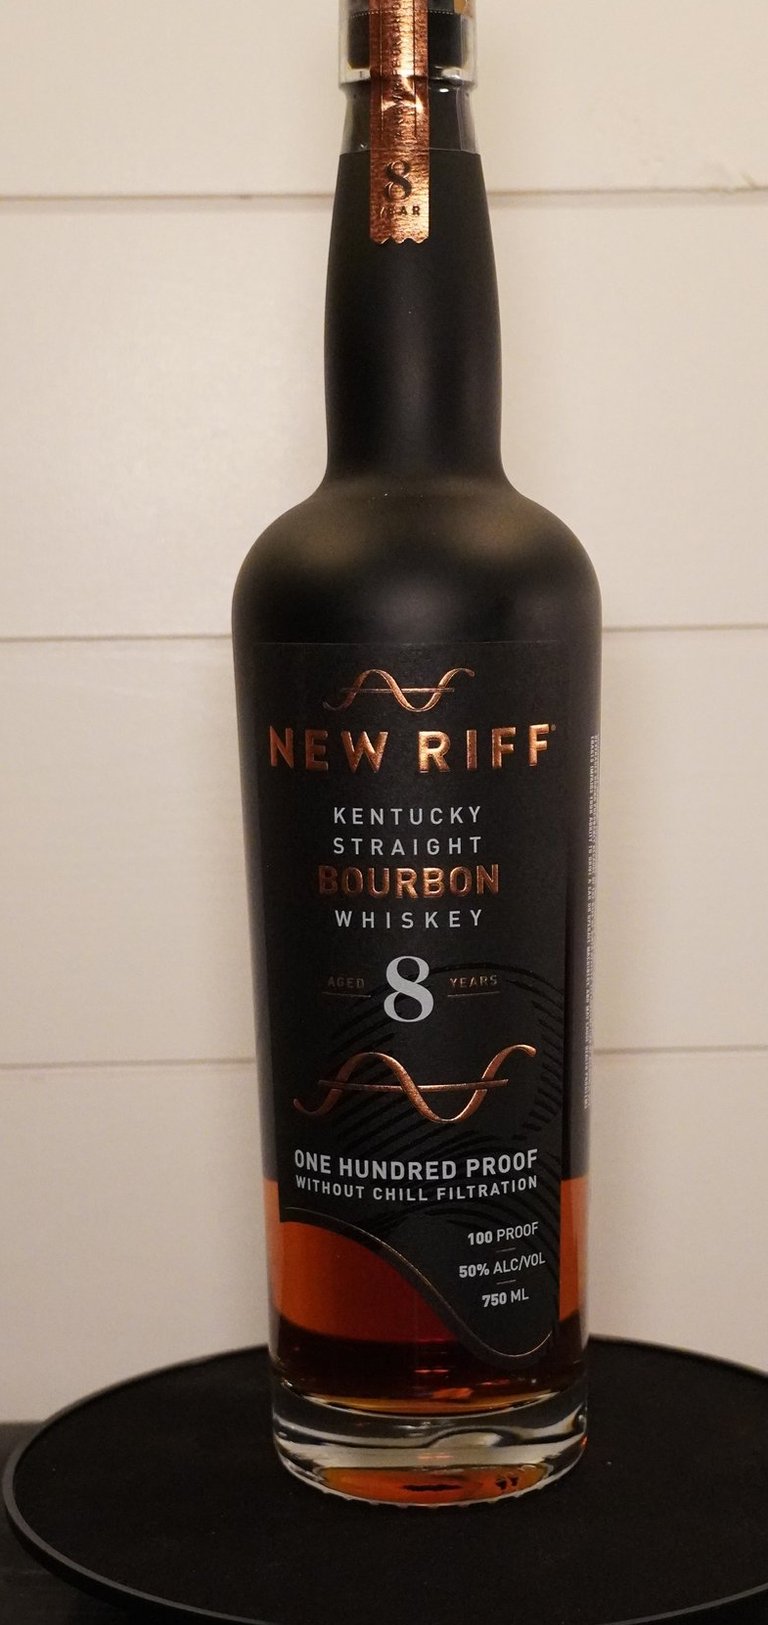 8
YEAR
NEW RIFF
KENTUCKY
STRAIGHT
BOURBON
WHISKEY
AGED 8 YEARS
ONE HUNDRED PROOF
WITHOUT CHILL FILTRATION
100 PROOF
50% ALC/VOL
750 ML